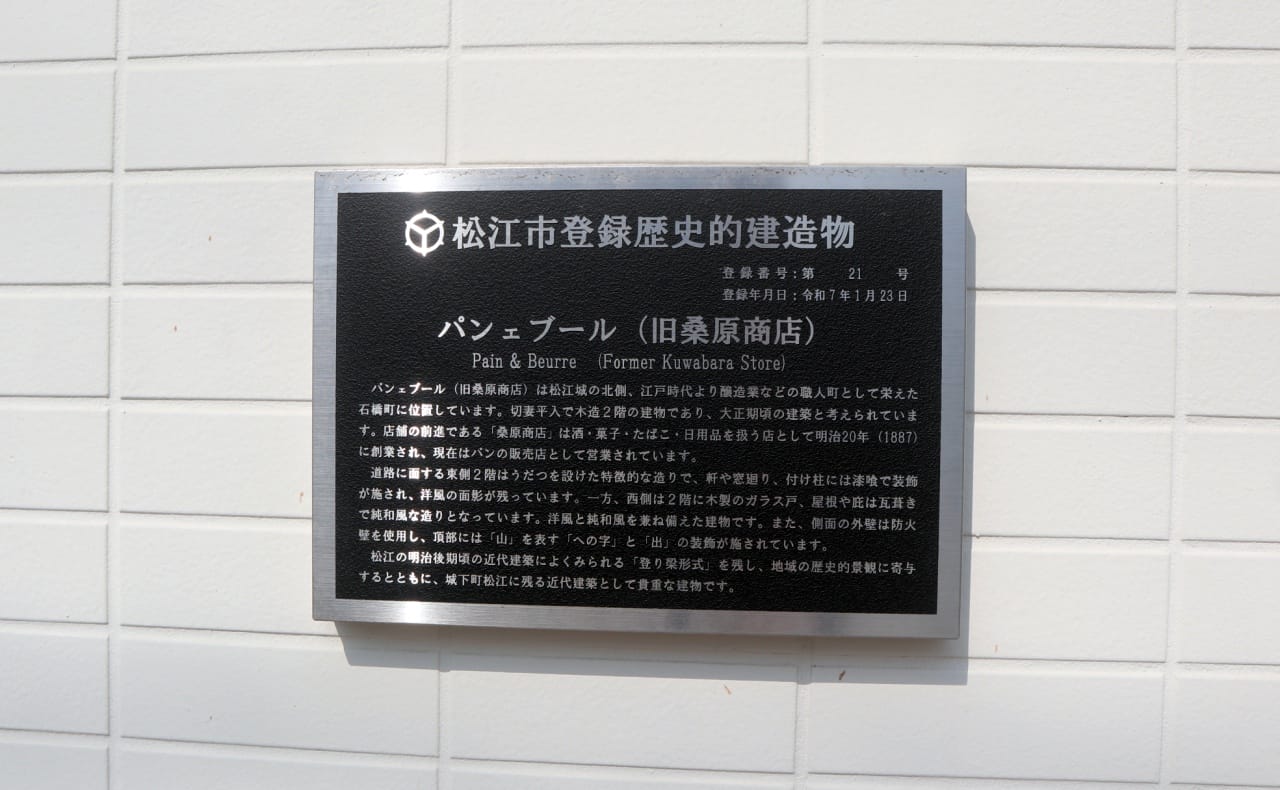 松江市登録歴史的建造物
登録番号：第 21 号
登録年月日：令和7年1月23日
パンェブール（旧桑原商店）
Pain & Beurre （Former Kuwabara Store）
パンェブール（旧桑原商店）は松江城の北側、江戸時代より醸造業などの職人町として栄えた
石橋町に位置しています。切妻平入で木造２階の建物であり、大正期頃の建築と考えられていま
す。店舗の前進である「桑原商店」は酒・菓子・たばこ・日用品を扱う店として明治20年（1887）
に創業され、現在はパンの販売店として営業されています。
道路に面する東側２階はうだつを設けた特徴的な造りで、軒や窓廻り、付け柱には漆喰で装飾
が施され、洋風の面影が残っています。一方、西側は２階に木製のガラス戸、屋根や庇は瓦葺き
で純和風な造りとなっています。洋風と純和風を兼ね備えた建物です。また、側面の外壁は防火
壁を使用し、頂部には「山」を表す「への字」と「出」の装飾が施されています。
松江の明治後期頃の近代建築によくみられる「登り梁形式」を残し、地域の歴史的景観に寄与
するとともに、城下町松江に残る近代建築として貴重な建物です。